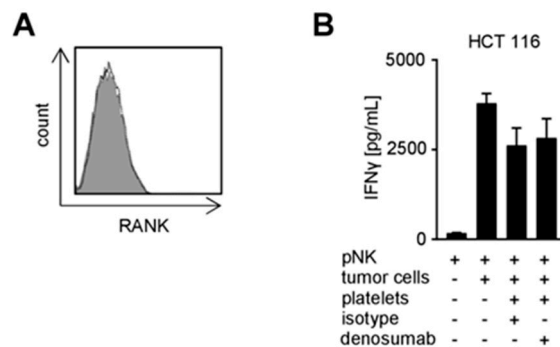 A
count
RANK
B
HCT 116
IFNγ [pg/mL]
5000
2500
0
pNK + + + +
tumor cells - + + +
platelets - - + +
isotype - - + -
denosumab - - - +